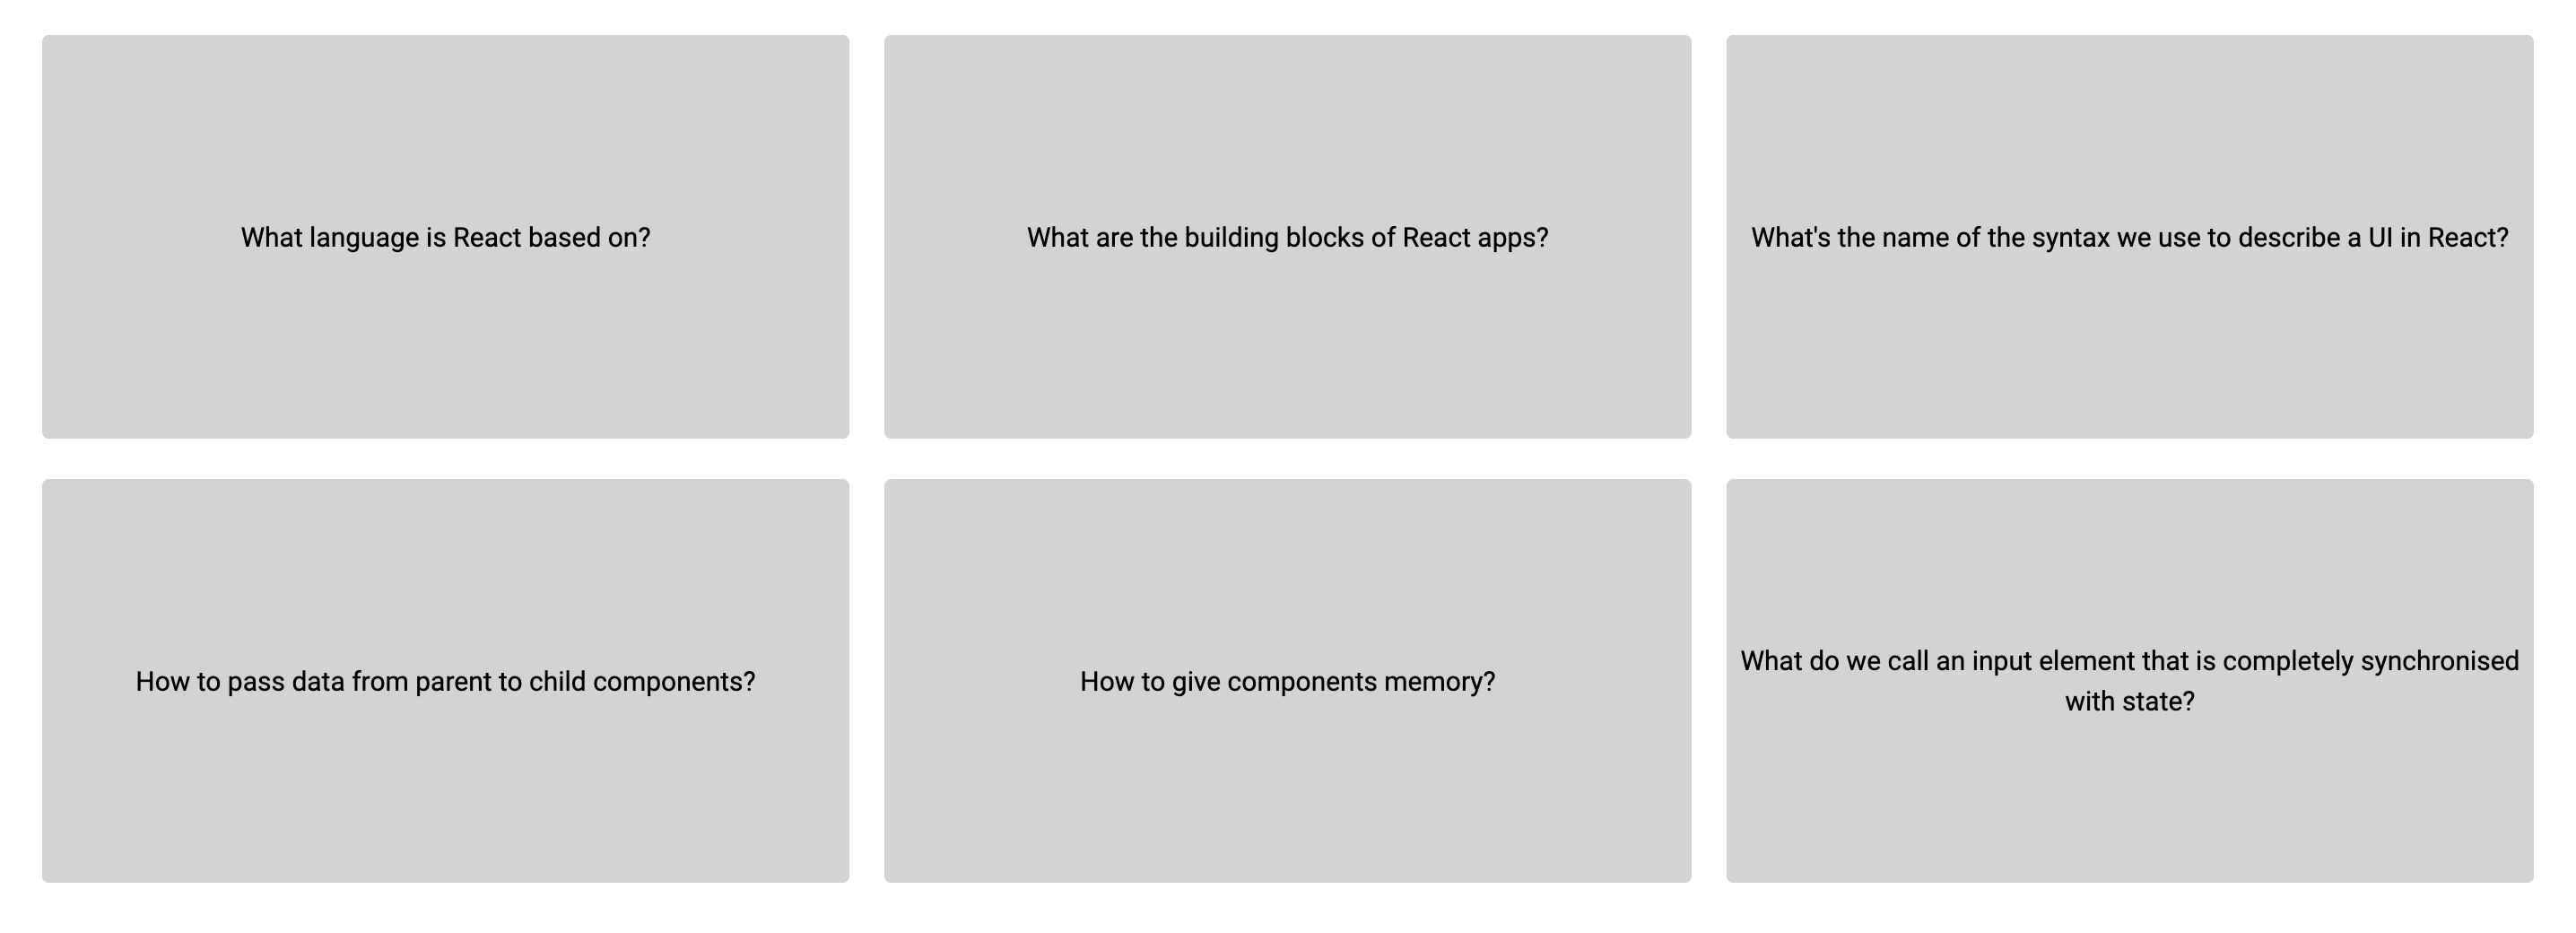 What language is React based on?
What are the building blocks of React apps?
What's the name of the syntax we use to describe a UI in React?
How to pass data from parent to child components?
How to give components memory?
What do we call an input element that is completely synchronised
with state?